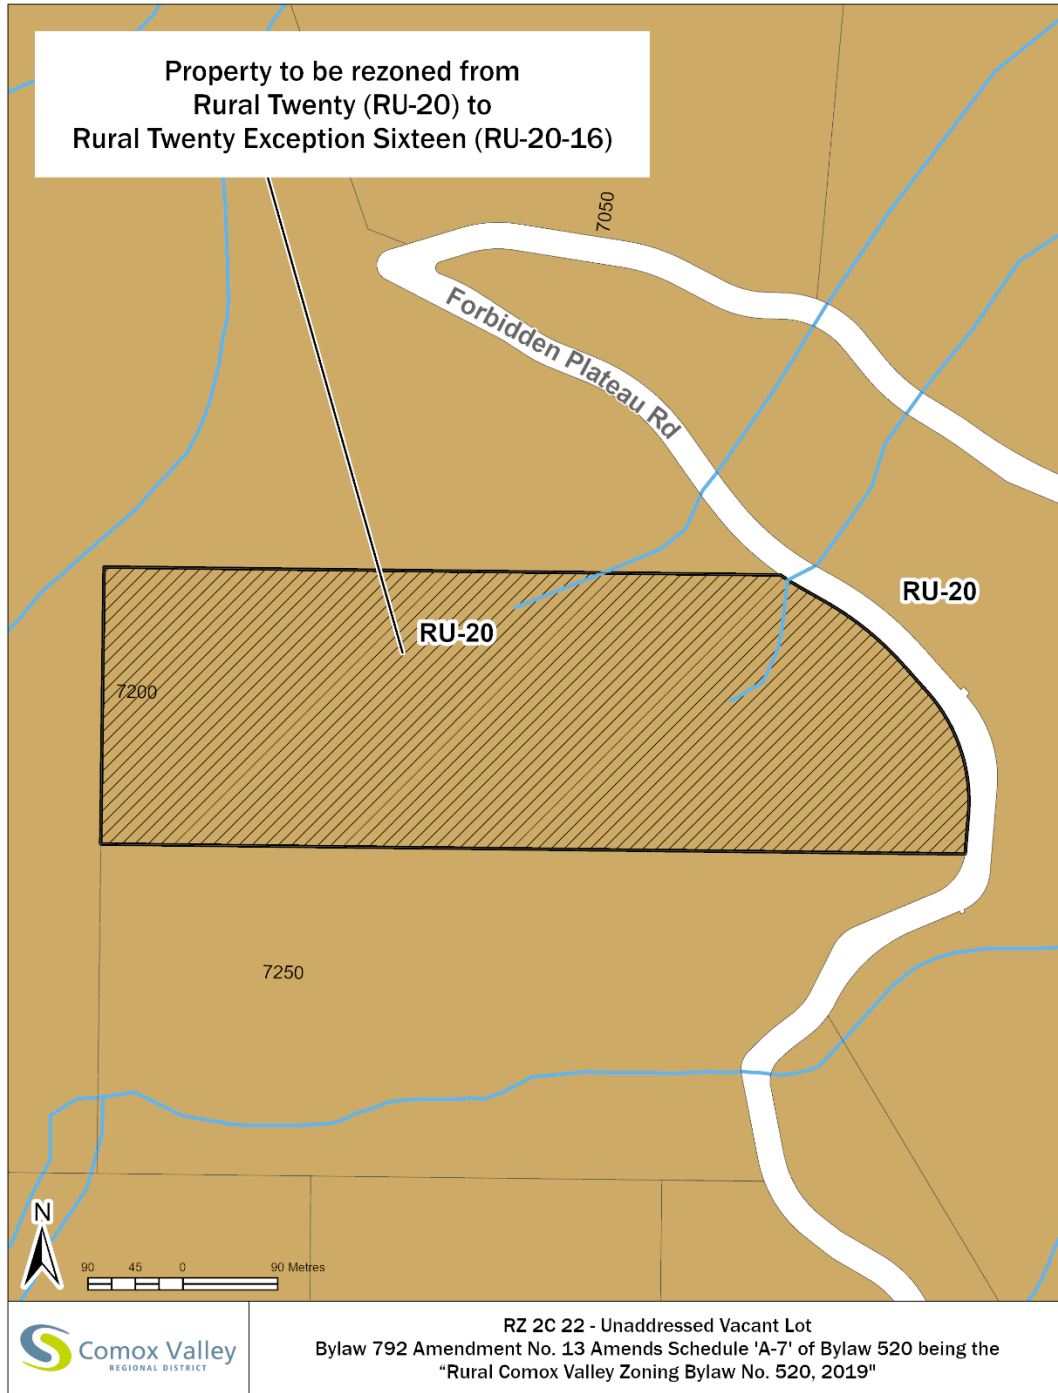 Property to be rezoned from
Rural Twenty (RU-20) to
Rural Twenty Exception Sixteen (RU-20-16)
7050
Forbidden Plateau Rd
RU-20
RU-20
7200
7250
N
90 45 0 90 Metres
Comox Valley
REGIONAL DISTRICT
RZ 2C 22 - Unaddressed Vacant Lot
Bylaw 792 Amendment No. 13 Amends Schedule 'A-7' of Bylaw 520 being the
"Rural Comox Valley Zoning Bylaw No. 520, 2019"